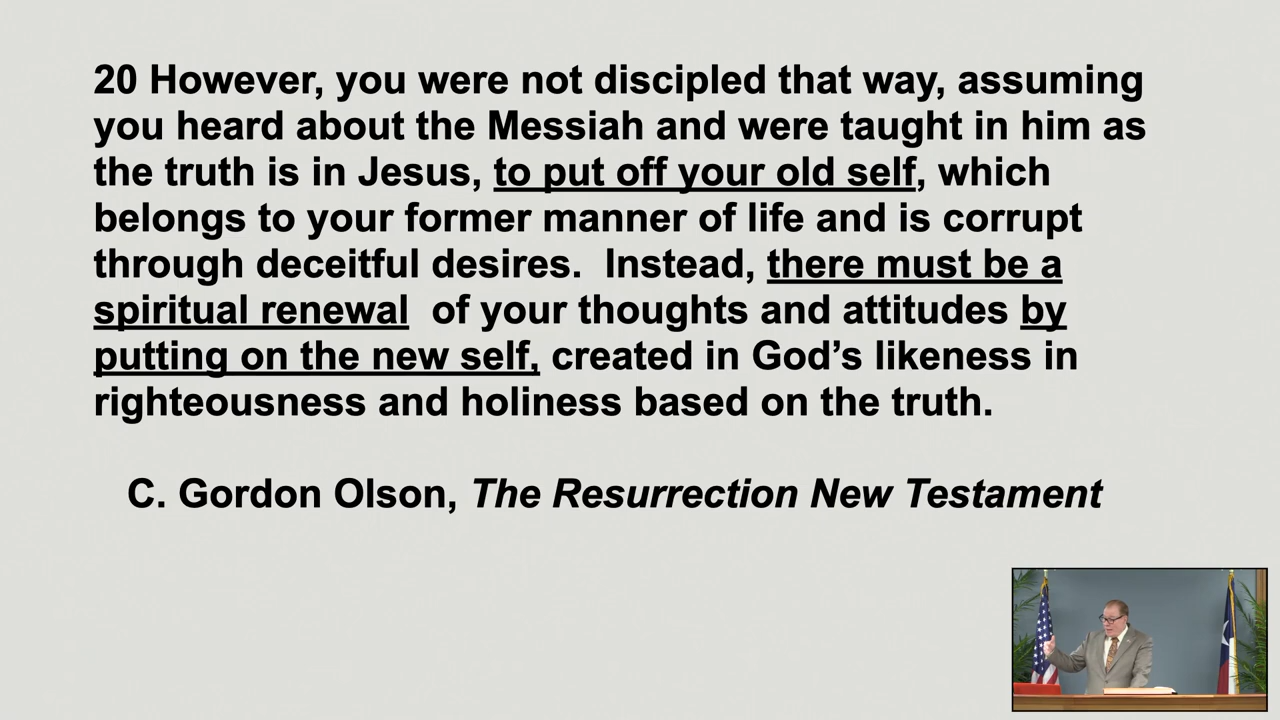 20 However, you were not discipled that way, assuming
you heard about the Messiah and were taught in him as
the truth is in Jesus, to put off your old self, which
belongs to your former manner of life and is corrupt
through deceitful desires.  Instead, there must be a
spiritual renewal  of your thoughts and attitudes by
putting on the new self, created in God’s likeness in
righteousness and holiness based on the truth.
C. Gordon Olson, The Resurrection New Testament